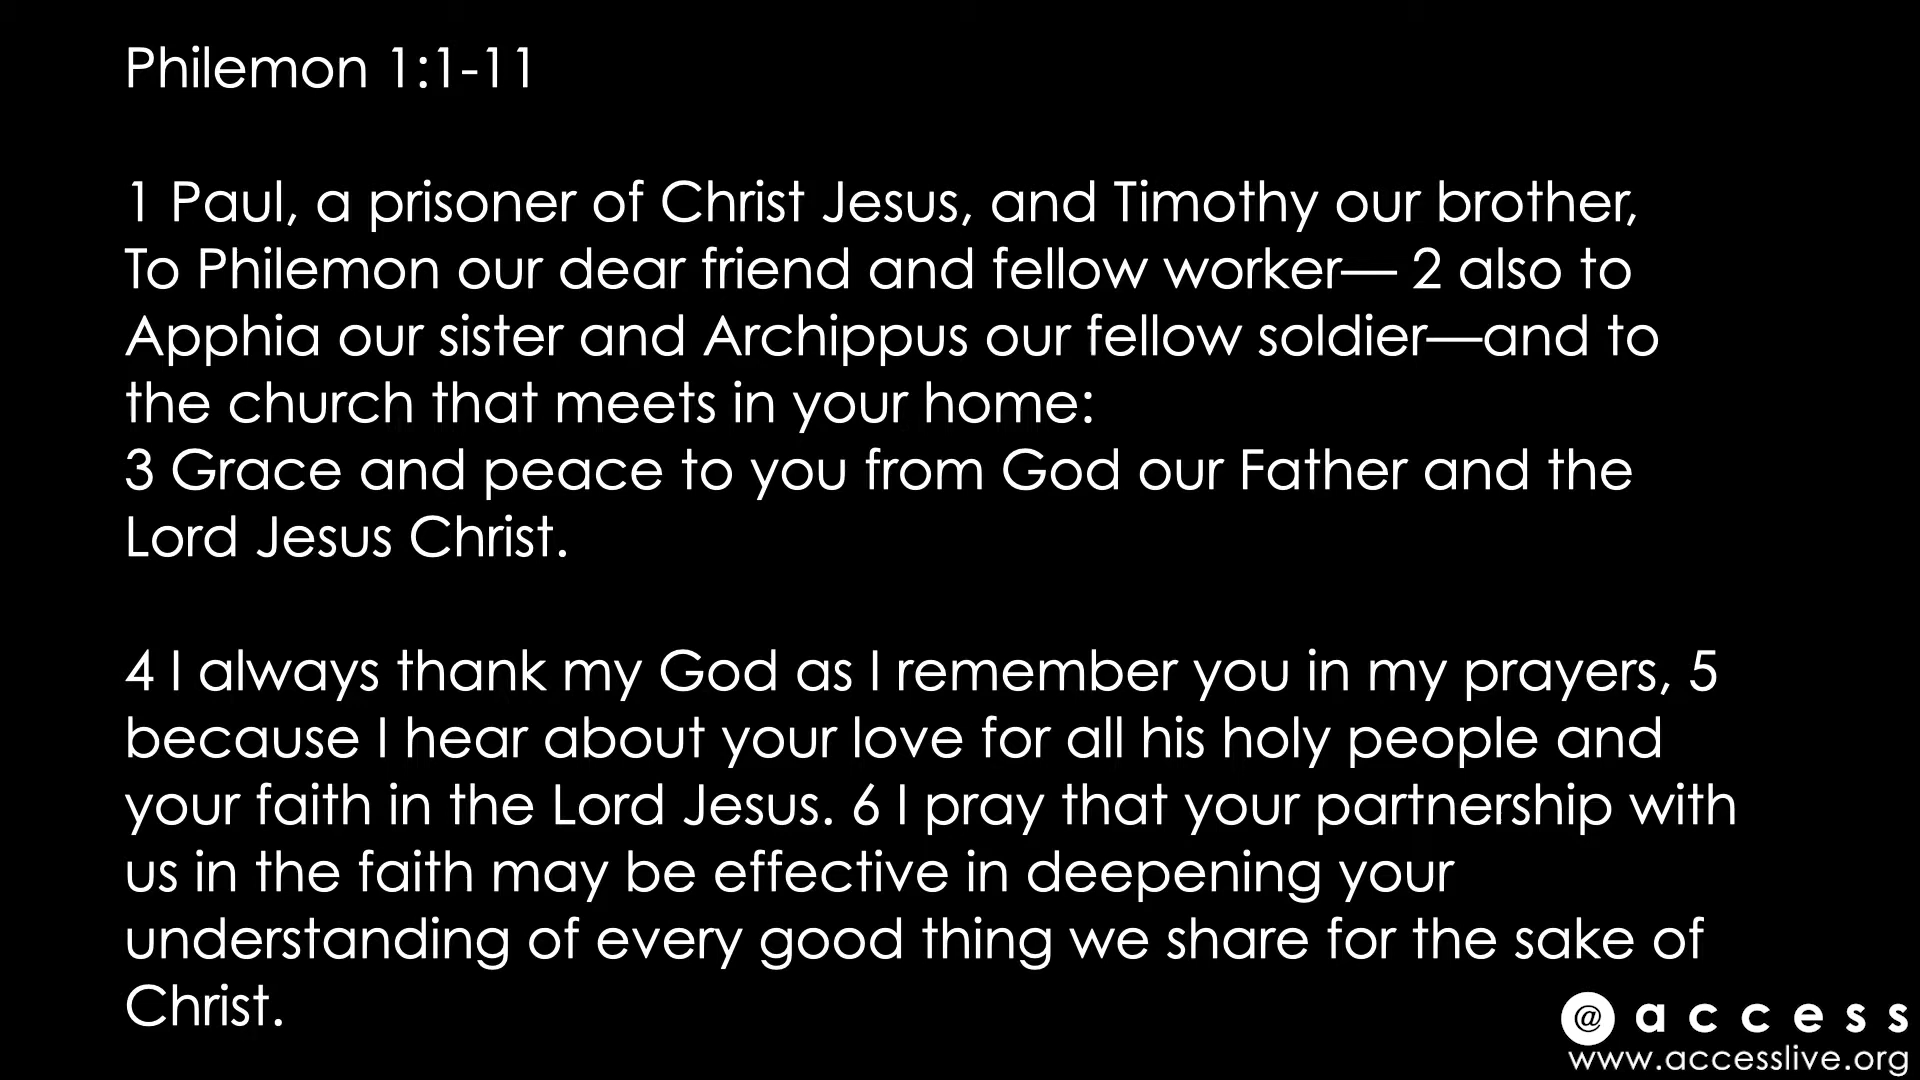 Philemon 1:1-11
1 Paul, a prisoner of Christ Jesus, and Timothy our brother,
To Philemon our dear friend and fellow worker— 2 also to
Apphia our sister and Archippus our fellow soldier—and to
the church that meets in your home:
3 Grace and peace to you from God our Father and the
Lord Jesus Christ.
4 I always thank my God as I remember you in my prayers, 5
because I hear about your love for all his holy people and
your faith in the Lord Jesus. 6 I pray that your partnership with
us in the faith may be effective in deepening your
understanding of every good thing we share for the sake of
Christ.
@ access
www.accesslive.org